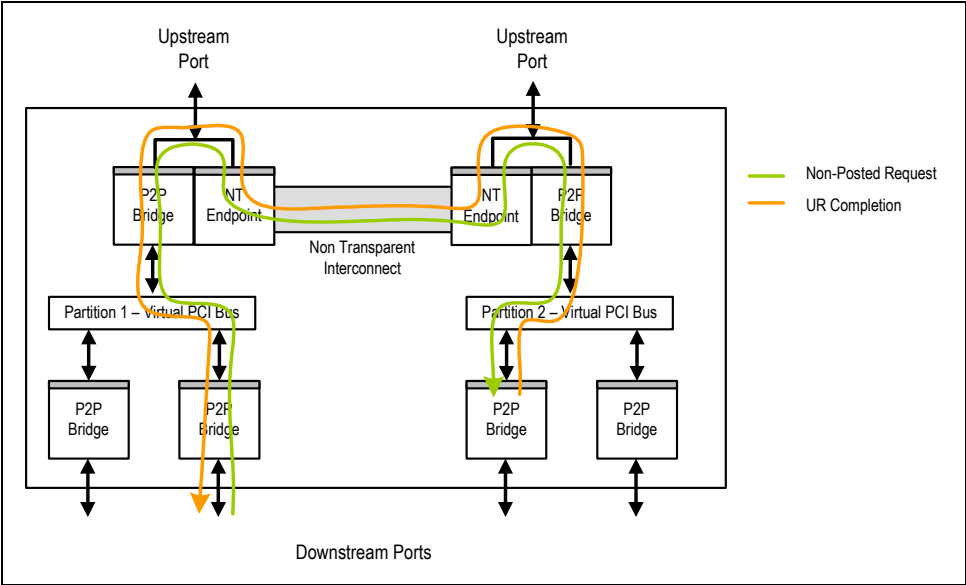 Upstream
Port
Upstream
Port
Non-Posted Request
UR Completion
P2P
Bridge
NT
Endpoint
NT
Endpoint
P2P
Bridge
Non Transparent
Interconnect
Partition 1 – Virtual PCI Bus
Partition 2 – Virtual PCI Bus
P2P
Bridge
P2P
Bridge
P2P
Bridge
P2P
Bridge
Downstream Ports